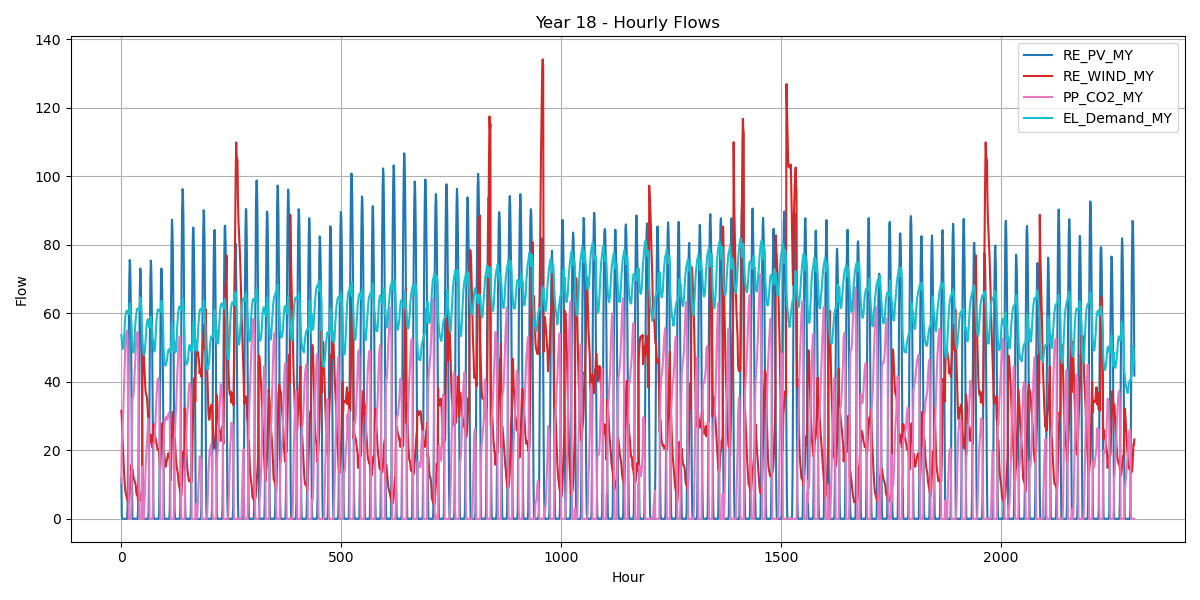 Year 18 - Hourly Flows
140
120
100
80
60
40
20
0
Flow
RE_PV_MY
RE_WIND_MY
PP_CO2_MY
EL_Demand_MY
0
500
1000
1500
2000
Hour